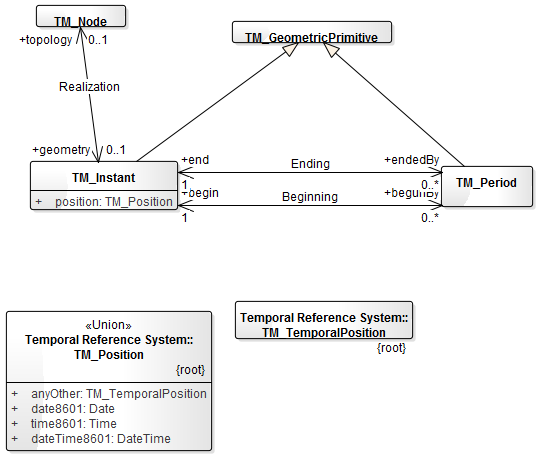 TM_Node
TM_GeometricPrimitive
+topology
0..1
Realization
+geometry
0..1
TM_Instant
+ position: TM_Position
+end
Ending
+endedBy
1
0..*
+begin
Beginning
+begunBy
1
0..*
TM_Period
«Union»
Temporal Reference System::
TM_Position
{root}
+ anyOther: TM_TemporalPosition
+ date8601: Date
+ time8601: Time
+ dateTime8601: DateTime
Temporal Reference System::
TM_TemporalPosition
{root}